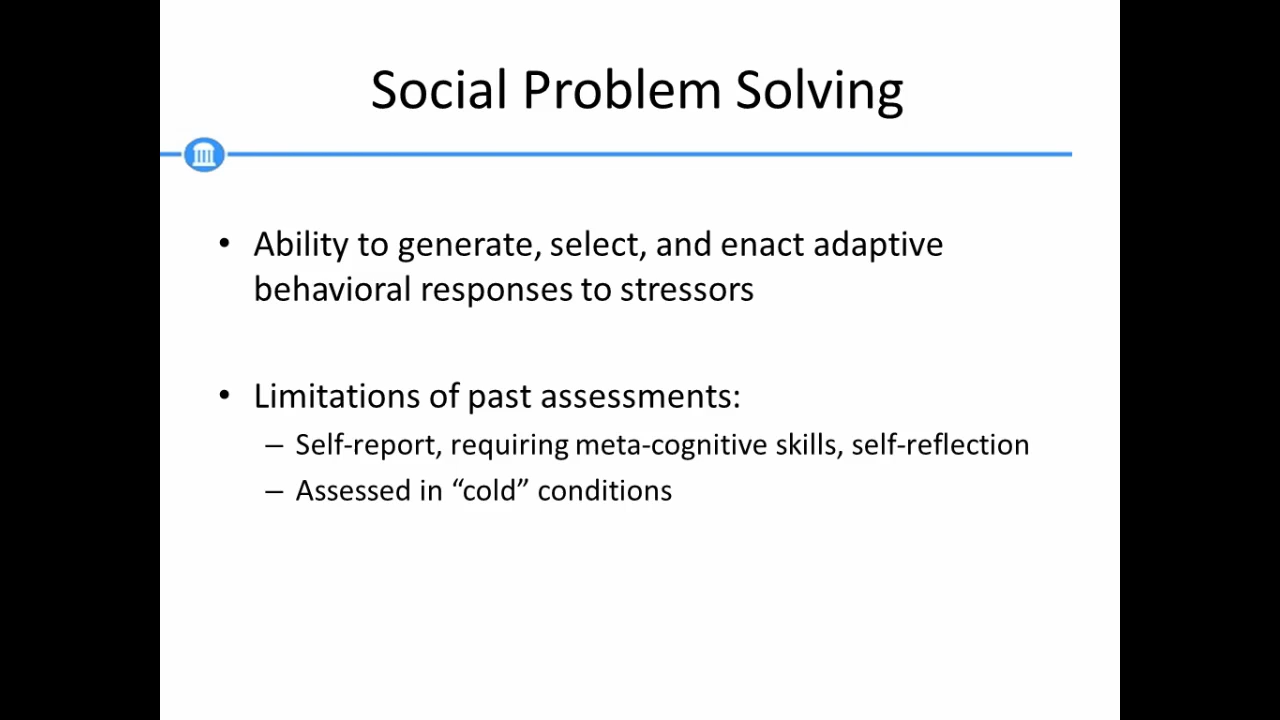 Social Problem Solving
• Ability to generate, select, and enact adaptive
behavioral responses to stressors
• Limitations of past assessments:
– Self-report, requiring meta-cognitive skills, self-reflection
– Assessed in “cold” conditions